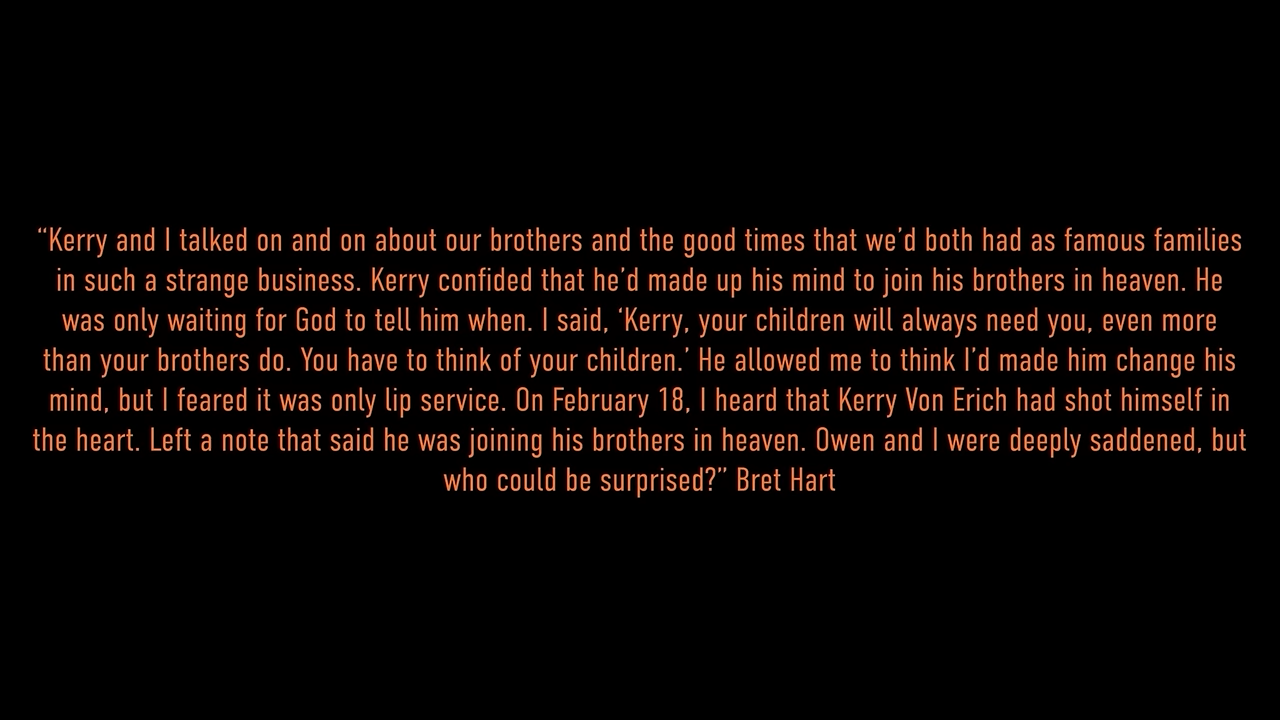 “Kerry and I talked on and on about our brothers and the good times that we’d both had as famous families
in such a strange business. Kerry confided that he’d made up his mind to join his brothers in heaven. He
was only waiting for God to tell him when. I said, ‘Kerry, your children will always need you, even more
than your brothers do. You have to think of your children.’ He allowed me to think I’d made him change his
mind, but I feared it was only lip service. On February 18, I heard that Kerry Von Erich had shot himself in
the heart. Left a note that said he was joining his brothers in heaven. Owen and I were deeply saddened, but
who could be surprised?” Bret Hart